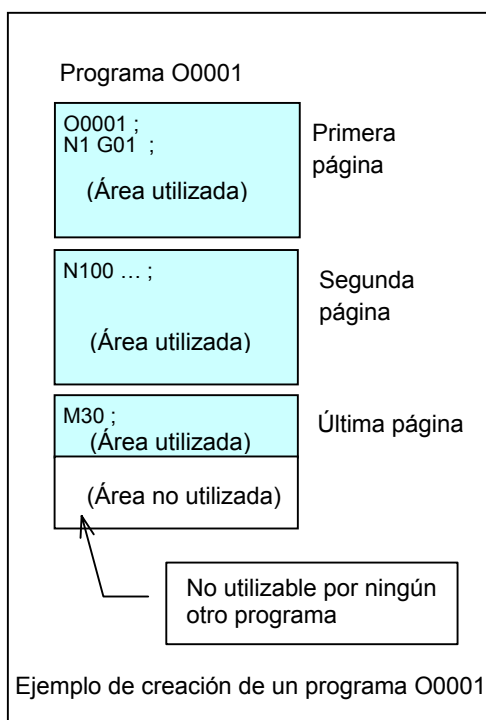 Programa O0001
O0001 ;
N1 G01 ;
(Área utilizada)
Primera
página
N100 … ;
(Área utilizada)
Segunda
página
M30 ;
(Área utilizada)
Última página
(Área no utilizada)
No utilizable por ningún
otro programa
Ejemplo de creación de un programa O0001